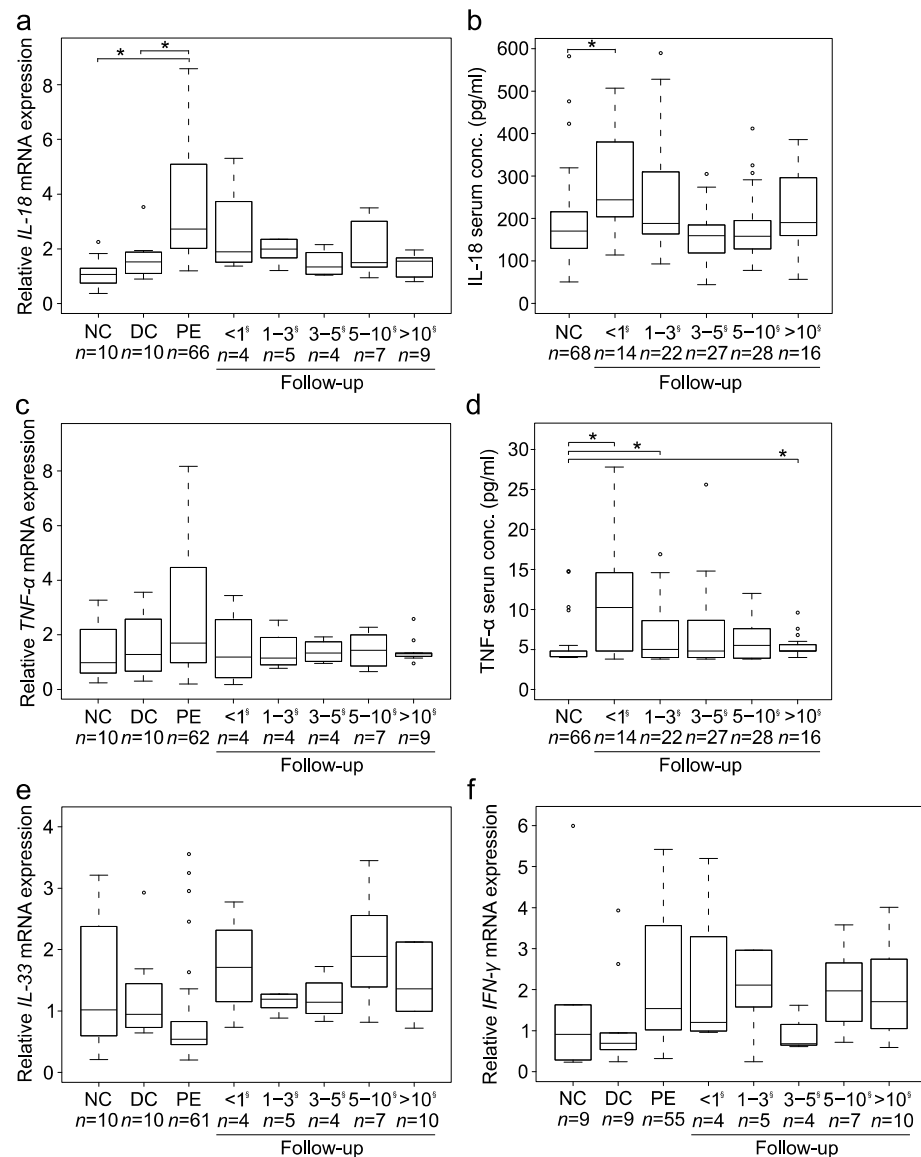 a
Relative IL-18 mRNA expression
8
6
4
2
0
* *
NC DC PE <1§ 1–3§ 3–5§ 5–10§ >10§
n=10 n=10 n=66 n=4 n=5 n=4 n=7 n=9
Follow-up
b
IL-18 serum conc. (pg/ml)
600
500
400
300
200
100
0
*
NC <1§ 1–3§ 3–5§ 5–10§ >10§
n=68 n=14 n=22 n=27 n=28 n=16
Follow-up
c
Relative TNF-α mRNA expression
8
6
4
2
0
NC DC PE <1§ 1–3§ 3–5§ 5–10§ >10§
n=10 n=10 n=62 n=4 n=4 n=4 n=7 n=9
Follow-up
d
TNF-α serun conc. (pg/ml)
30
25
20
15
10
5
0
* * *
NC <1§ 1–3§ 3–5§ 5–10§ >10§
n=66 n=14 n=22 n=27 n=28 n=16
Follow-up
e
Relative IL-33 mRNA expression
4
3
2
1
0
NC DC PE <1§ 1–3§ 3–5§ 5–10§ >10§
n=10 n=10 n=61 n=4 n=5 n=4 n=7 n=10
Follow-up
f
Relative IFN-γ mRNA expression
6
5
4
3
2
1
0
NC DC PE <1§ 1–3§ 3–5§ 5–10§ >10§
n=9 n=9 n=55 n=4 n=5 n=4 n=7 n=10
Follow-up